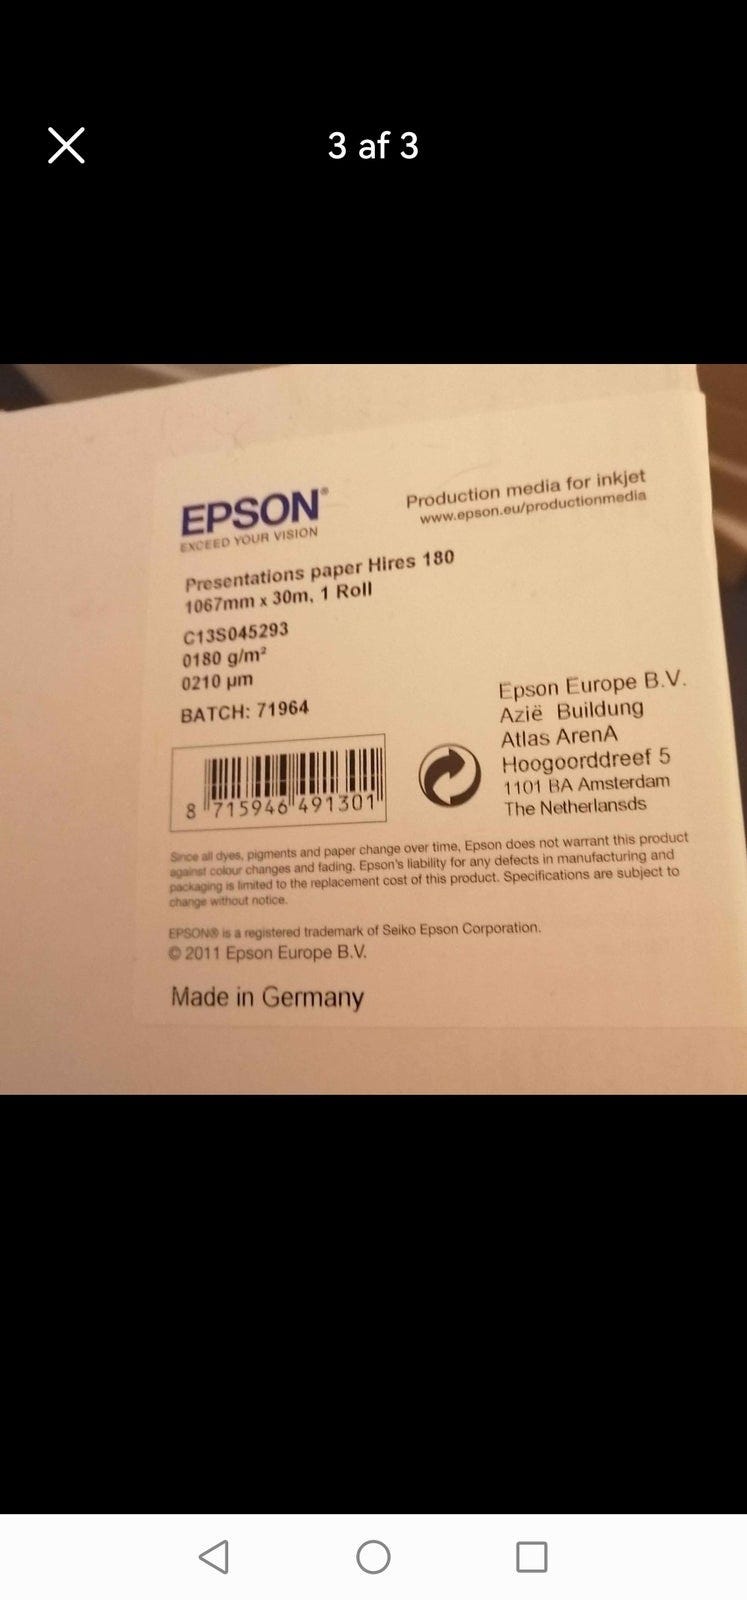 3 af 3
EPSON®
EXCEED YOUR VISION
Production media for inkjet
www.epson.eu/productionmedia
Presentations paper Hires 180
1067mm x 30m, 1 Roll
C13S045293
0180 g/m²
0210 µm
BATCH: 71964
8 715946 491301
Epson Europe B.V.
Azië Buildung
Atlas ArenA
Hoogoorddreef 5
1101 BA Amsterdam
The Netherlansds
Since all dyes, pigments and paper change over time, Epson does not warrant this product
against colour changes and fading. Epson's liability for any defects in manufacturing and
packaging is limited to the replacement cost of this product. Specifications are subject to
change without notice.
EPSON® is a registered trademark of Seiko Epson Corporation.
© 2011 Epson Europe B.V.
Made in Germany